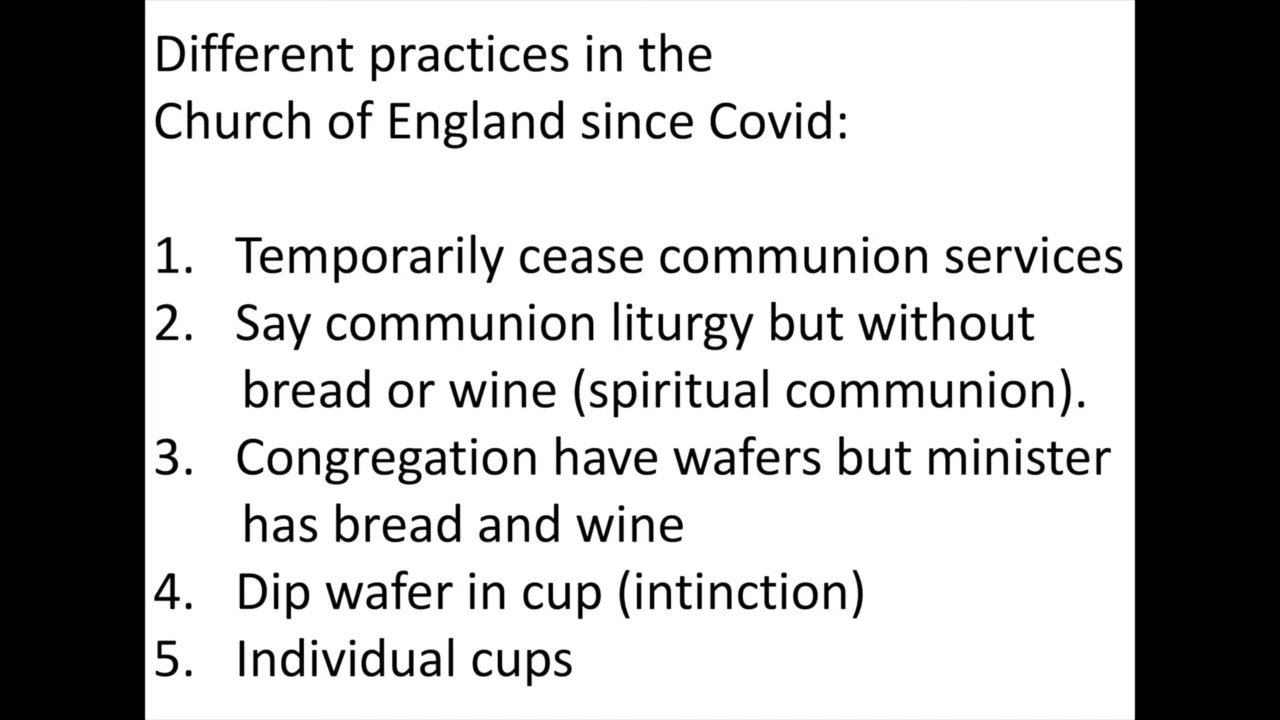 Different practices in the
Church of England since Covid:
1. Temporarily cease communion services
2. Say communion liturgy but without
bread or wine (spiritual communion).
3. Congregation have wafers but minister
has bread and wine
4. Dip wafer in cup (intinction)
5. Individual cups